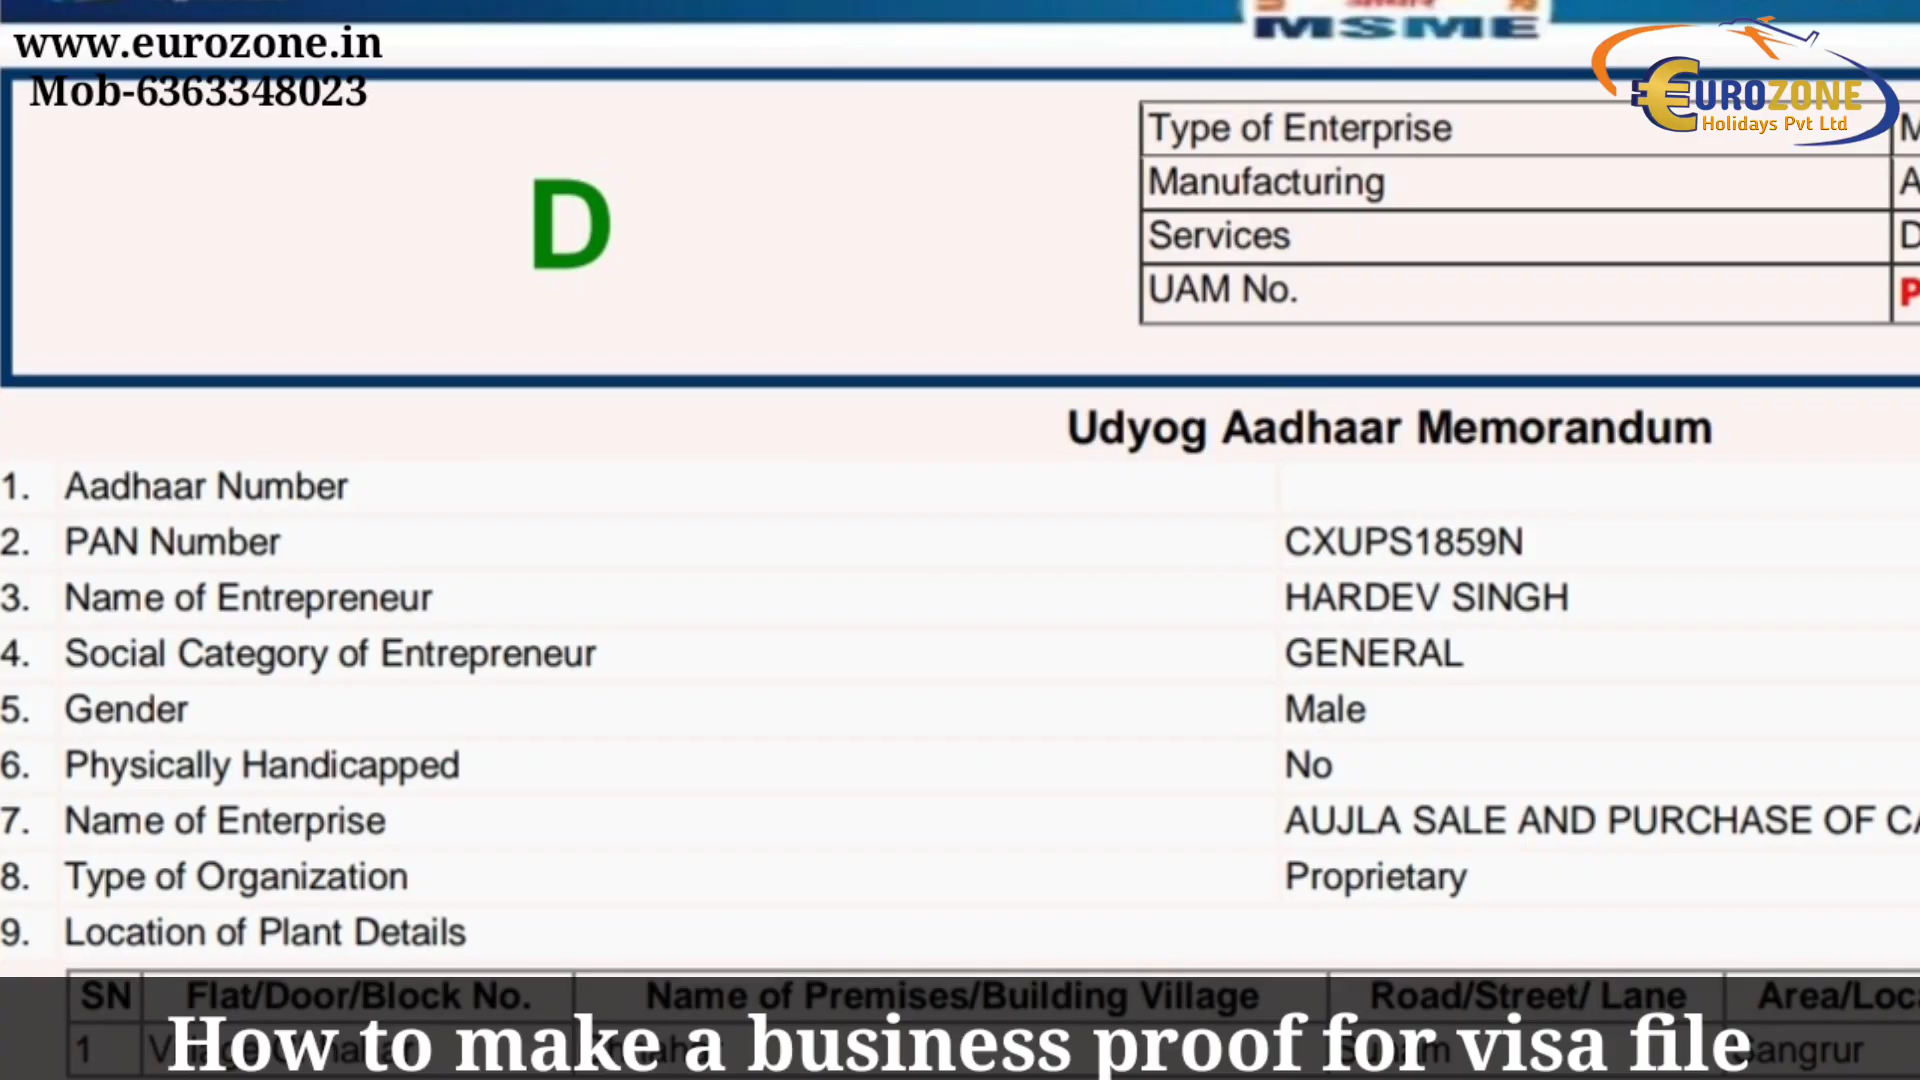 MSME
www.eurozone.in
Mob-6363348023
EUROZONE
Holidays Pvt Ltd
D
Type of Enterprise M
Manufacturing A
Services D
UAM No. P
Udyog Aadhaar Memorandum
1. Aadhaar Number
2. PAN Number CXUPS1859N
3. Name of Entrepreneur HARDEV SINGH
4. Social Category of Entrepreneur GENERAL
5. Gender Male
6. Physically Handicapped No
7. Name of Enterprise AUJLA SALE AND PURCHASE OF CA
8. Type of Organization Proprietary
9. Location of Plant Details
SN Flat/Door/Block No. Name of Premises/Building Village Road/Street/ Lane Area/Loc
1 Sangrur
How to make a business proof for visa file